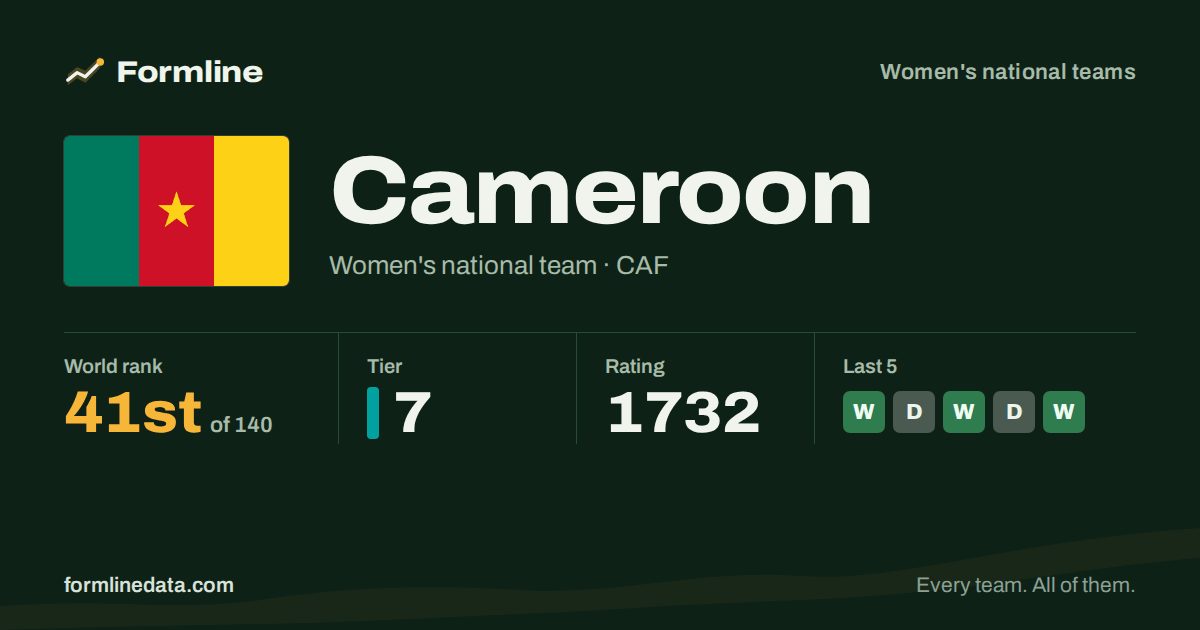 Formline
Women's national teams
Cameroon
Women's national team · CAF
World rank
41st of 140
Tier
7
Rating
1732
Last 5
W D W D W
formlinedata.com
Every team. All of them.